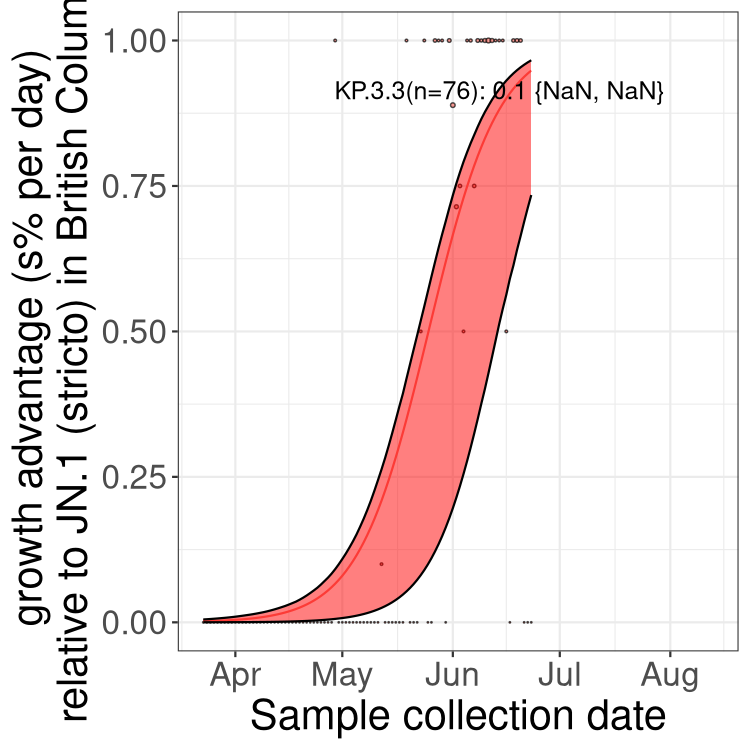 growth advantage (s% per day)
relative to JN.1 (stricto) in British Colum
1.00
0.75
0.50
0.25
0.00
KP.3.3(n=76): 0.1 {NaN, NaN}
Apr May Jun Jul Aug
Sample collection date